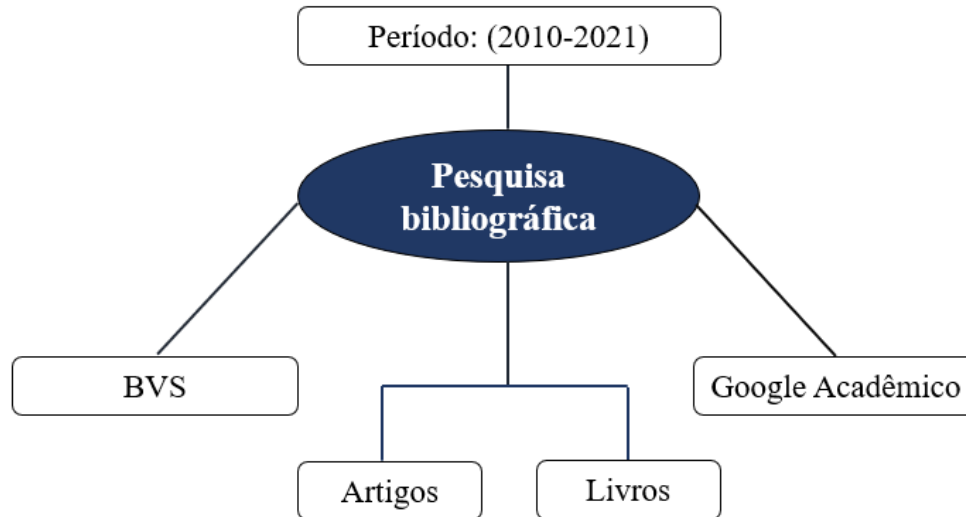 Período: (2010-2021)
Pesquisa
bibliográfica
BVS
Google Acadêmico
Artigos
Livros